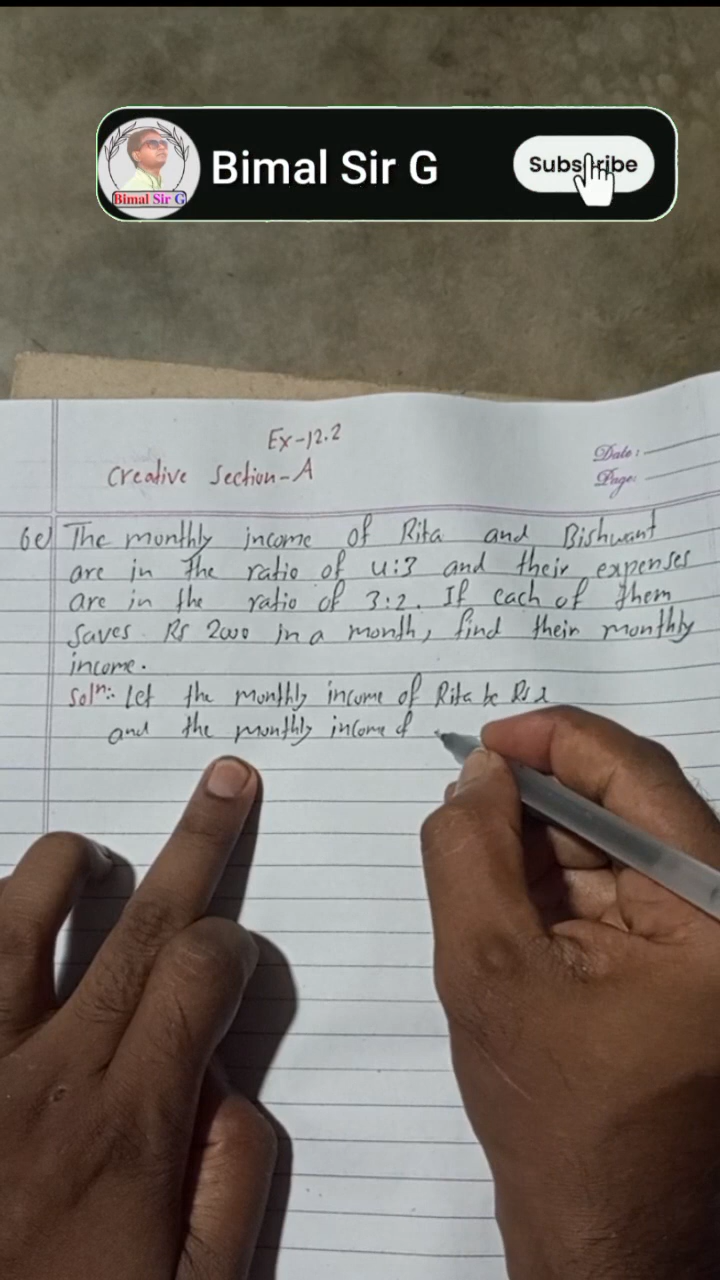 Bimal Sir G
Subscribe
Bimal Sir G
Ex-12.2
Creative Section-A
Date:
Page:
6e) The monthly income of Rita and Bishwant
are in the ratio of 4:3 and their expenses
are in the ratio of 3:2. If each of them
saves Rs 2000 in a month, find their monthly
income.
Solⁿ:- Let the monthly income of Rita be Rs x
and the monthly income of